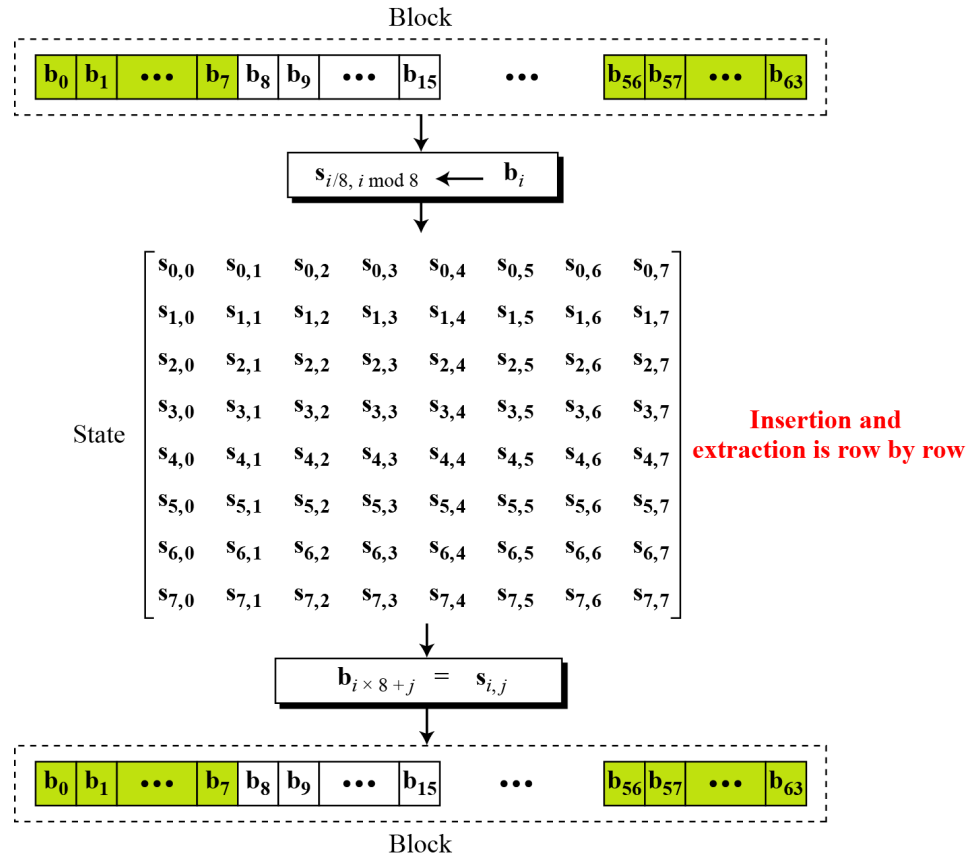 Block
b0 b1 ••• b7 b8 b9 ••• b15 ••• b56 b57 ••• b63
s i/8, i mod 8 ← b i
s0,0 s0,1 s0,2 s0,3 s0,4 s0,5 s0,6 s0,7
s1,0 s1,1 s1,2 s1,3 s1,4 s1,5 s1,6 s1,7
s2,0 s2,1 s2,2 s2,3 s2,4 s2,5 s2,6 s2,7
s3,0 s3,1 s3,2 s3,3 s3,4 s3,5 s3,6 s3,7
State
s4,0 s4,1 s4,2 s4,3 s4,4 s4,5 s4,6 s4,7
s5,0 s5,1 s5,2 s5,3 s5,4 s5,5 s5,6 s5,7
s6,0 s6,1 s6,2 s6,3 s6,4 s6,5 s6,6 s6,7
s7,0 s7,1 s7,2 s7,3 s7,4 s7,5 s7,6 s7,7
Insertion and
extraction is row by row
b i × 8 + j = s i, j
b0 b1 ••• b7 b8 b9 ••• b15 ••• b56 b57 ••• b63
Block